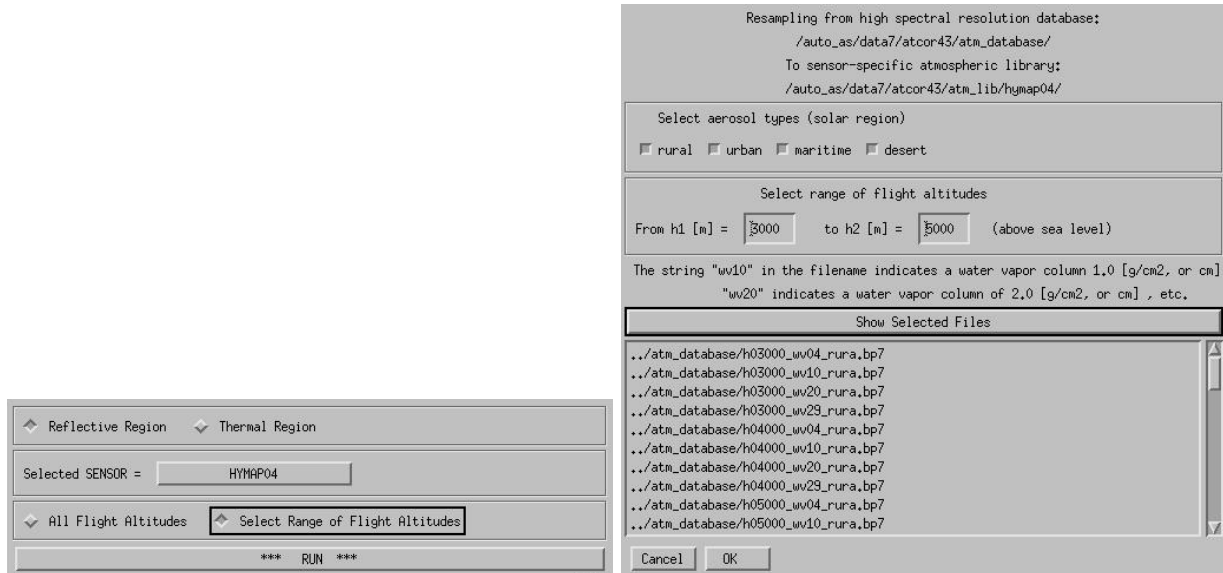 Reflective Region Thermal Region
Selected SENSOR = HYMAP04
All Flight Altitudes Select Range of Flight Altitudes
*** RUN ***
Resampling from high spectral resolution database:
/auto_as/data7/atcor43/atm_database/
To sensor-specific atmospheric library:
/auto_as/data7/atcor43/atm_lib/hymap04/
Select aerosol types (solar region)
rural urban maritime desert
Select range of flight altitudes
From h1 [m] = 3000 to h2 [m] = 5000 (above sea level)
The string "wv10" in the filename indicates a water vapor column 1.0 [g/cm2, or cm]
"wv20" indicates a water vapor column of 2.0 [g/cm2, or cm] , etc.
Show Selected Files
../atm_database/h03000_wv04_rura.bp7
../atm_database/h03000_wv10_rura.bp7
../atm_database/h03000_wv20_rura.bp7
../atm_database/h03000_wv29_rura.bp7
../atm_database/h04000_wv04_rura.bp7
../atm_database/h04000_wv10_rura.bp7
../atm_database/h04000_wv20_rura.bp7
../atm_database/h04000_wv29_rura.bp7
../atm_database/h05000_wv04_rura.bp7
../atm_database/h05000_wv10_rura.bp7
Cancel OK